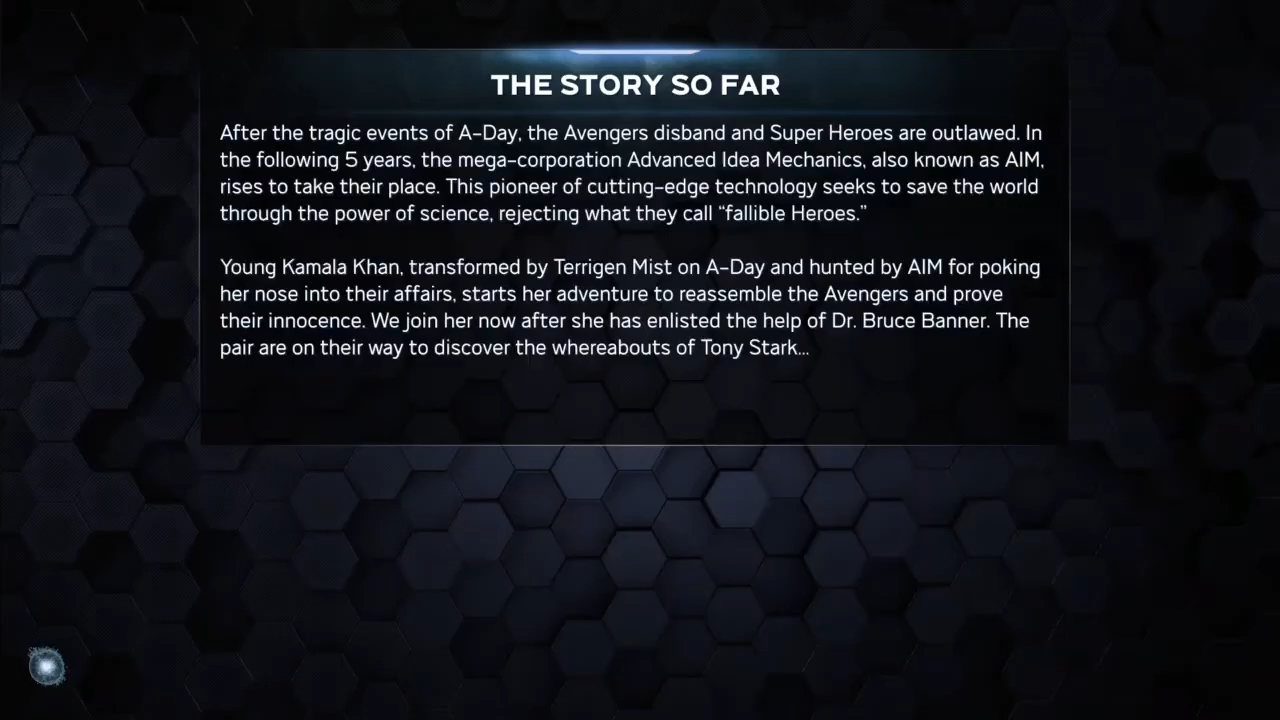 THE STORY SO FAR
After the tragic events of A-Day, the Avengers disband and Super Heroes are outlawed. In
the following 5 years, the mega-corporation Advanced Idea Mechanics, also known as AIM,
rises to take their place. This pioneer of cutting-edge technology seeks to save the world
through the power of science, rejecting what they call “fallible Heroes.”
Young Kamala Khan, transformed by Terrigen Mist on A-Day and hunted by AIM for poking
her nose into their affairs, starts her adventure to reassemble the Avengers and prove
their innocence. We join her now after she has enlisted the help of Dr. Bruce Banner. The
pair are on their way to discover the whereabouts of Tony Stark...